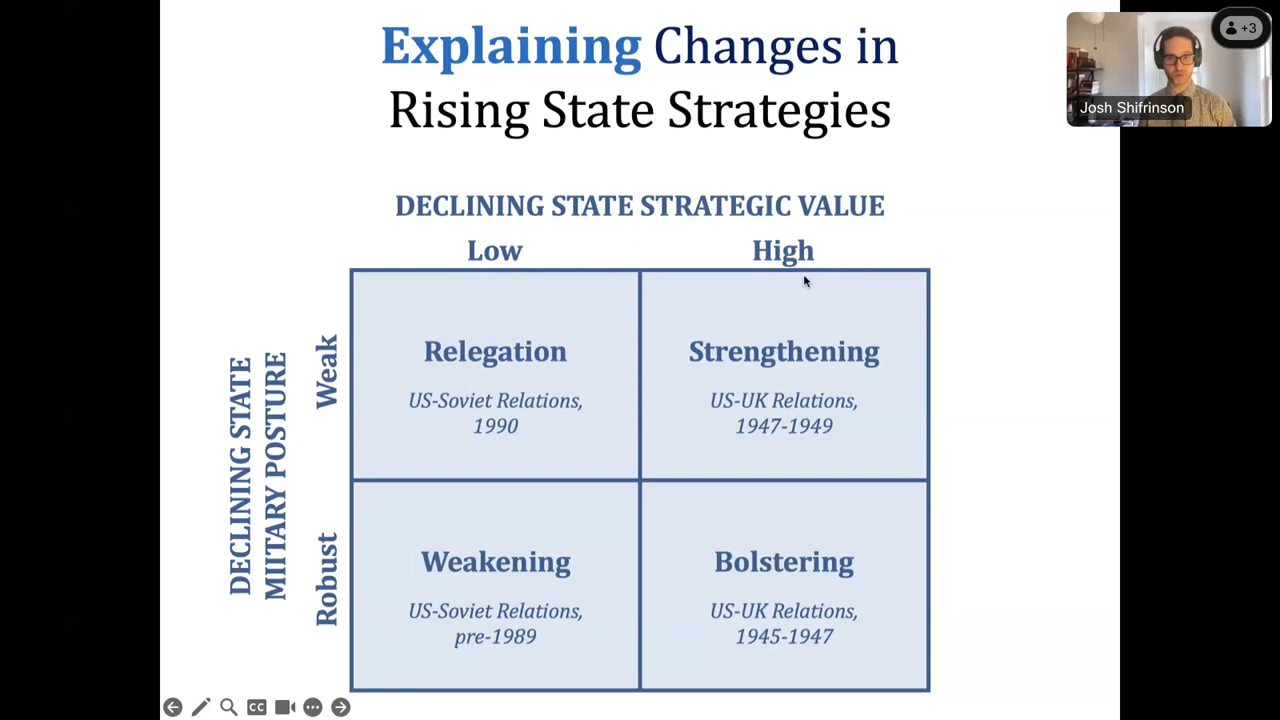 Explaining Changes in
Rising State Strategies
+3
Josh Shifrinson
DECLINING STATE STRATEGIC VALUE
Low
High
DECLINING STATE
MIITARY POSTURE
Weak
Relegation
US-Soviet Relations,
1990
Strengthening
US-UK Relations,
1947-1949
Robust
Weakening
US-Soviet Relations,
pre-1989
Bolstering
US-UK Relations,
1945-1947
CC